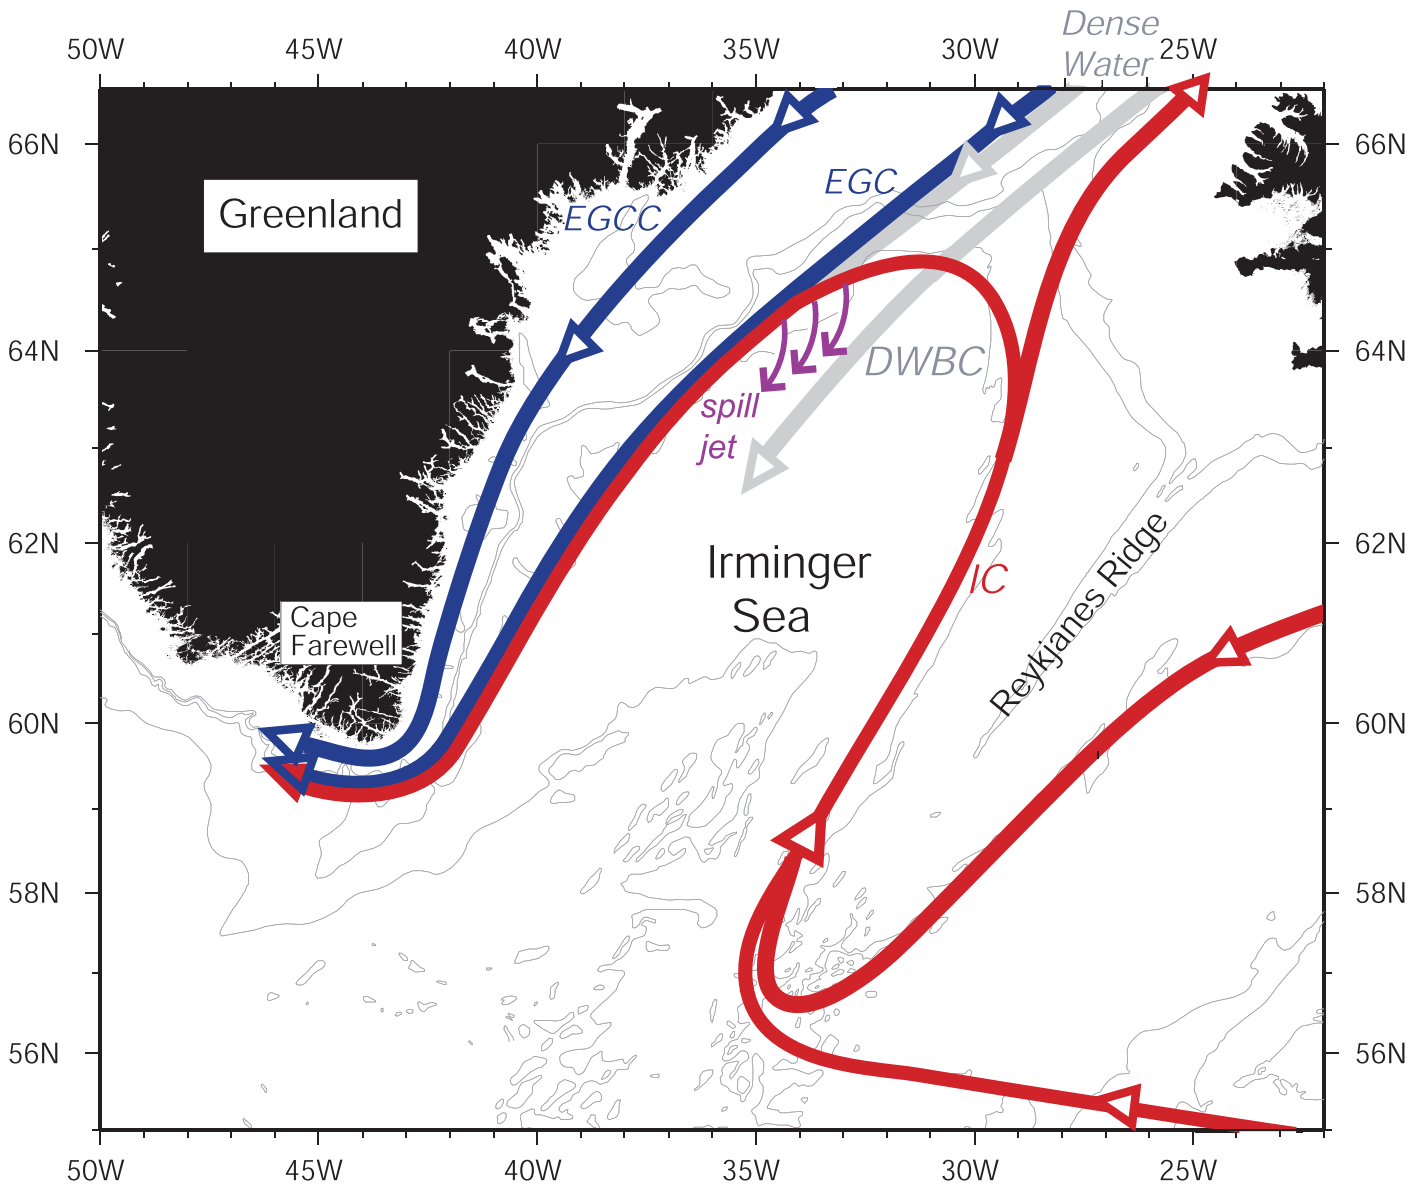 Dense
Water
50W 45W 40W 35W 30W 25W
66N 66N
EGC
Greenland
EGCC
64N 64N
DWBC
spill
jet
62N 62N
Irminger
Sea
IC
Reykjanes Ridge
Cape
Farewell
60N 60N
58N 58N
56N 56N
50W 45W 40W 35W 30W 25W